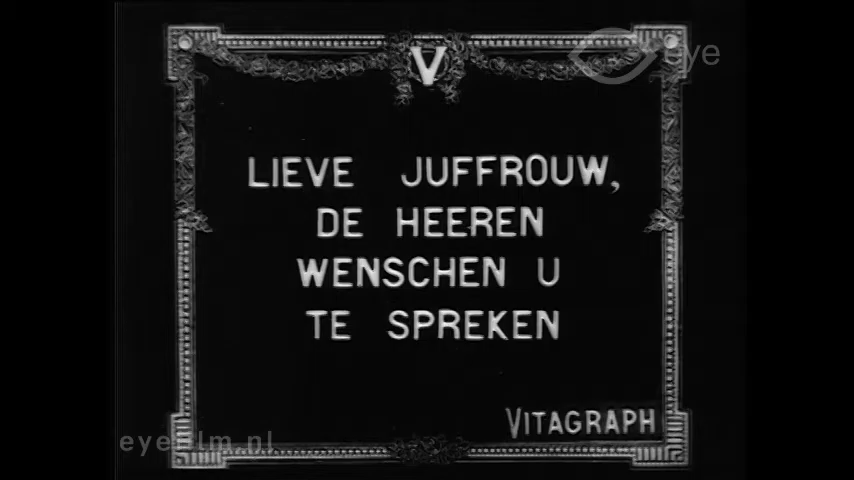 V
eye
LIEVE JUFFROUW,
DE HEEREN
WENSCHEN U
TE SPREKEN
VITAGRAPH
eyefilm.nl